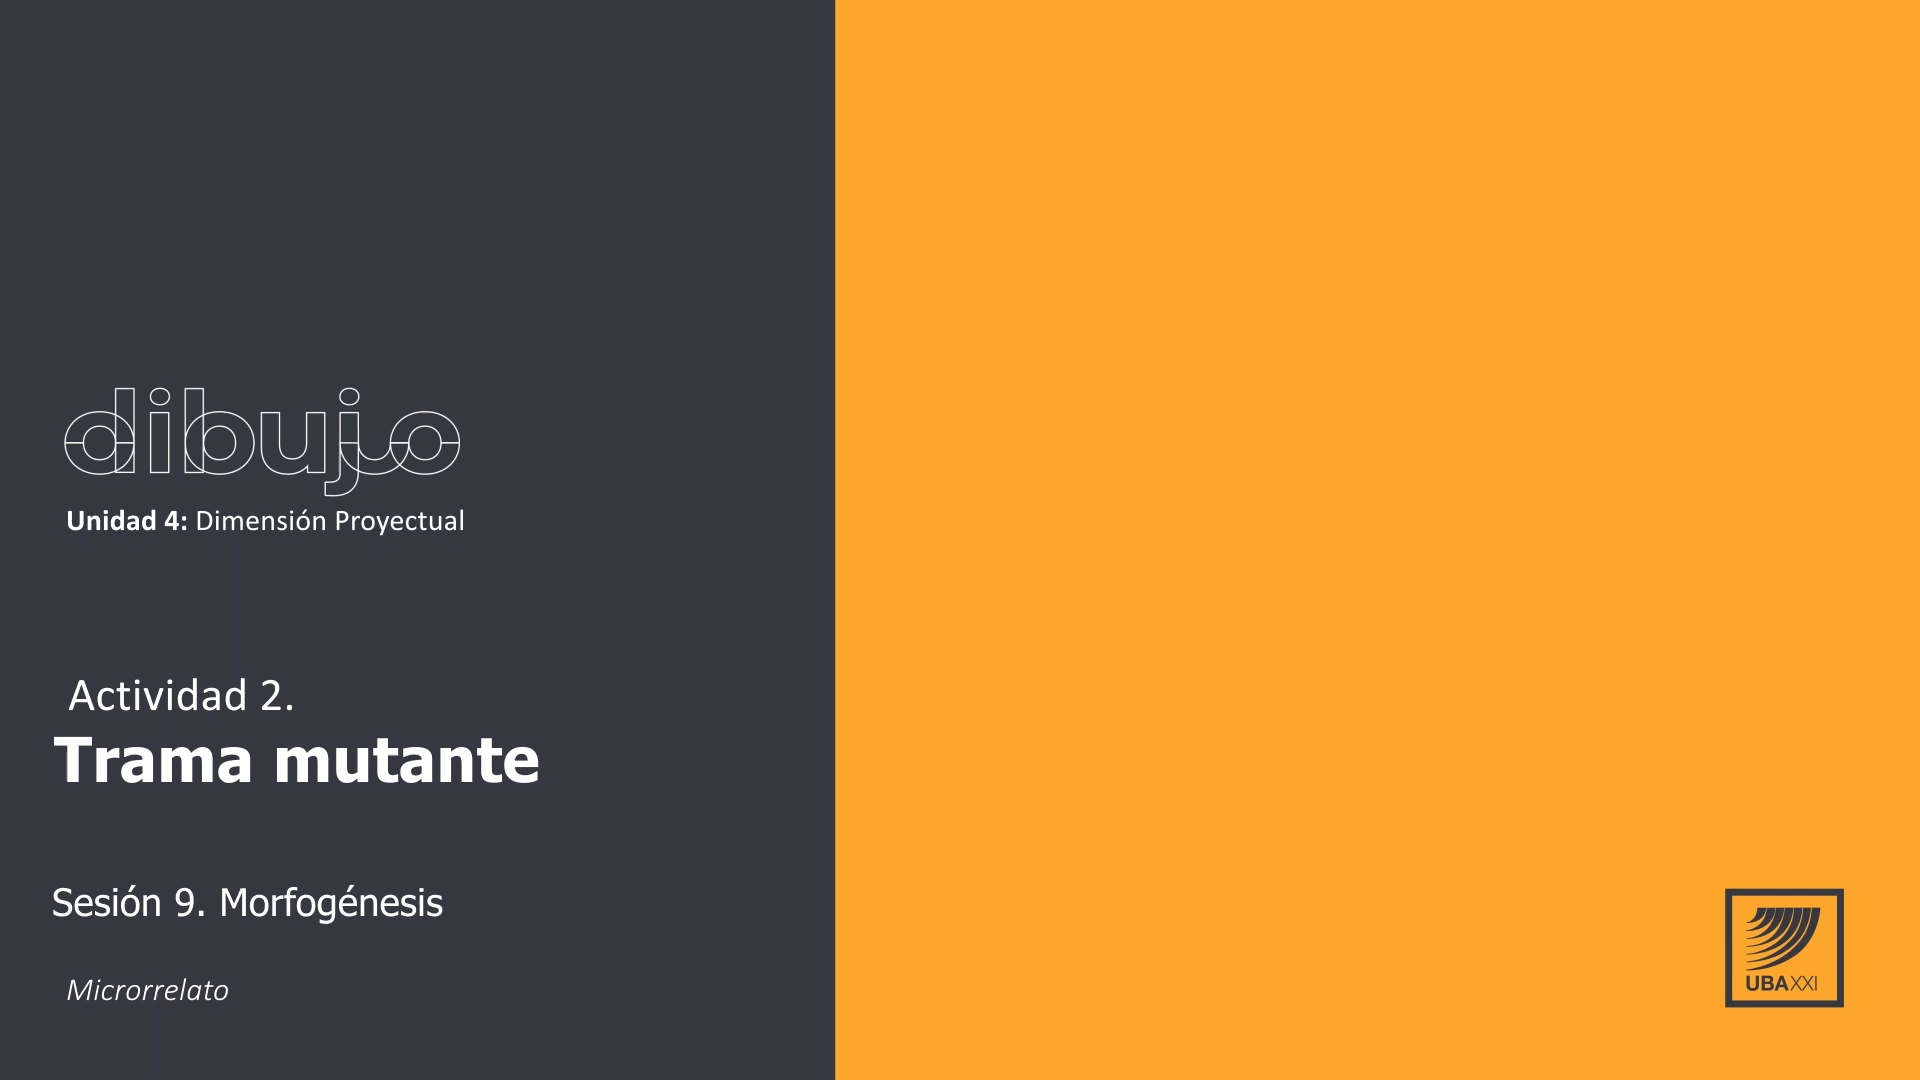 dibujo
Unidad 4: Dimensión Proyectual
Actividad 2.
Trama mutante
Sesión 9. Morfogénesis
Microrrelato
UBAXXI